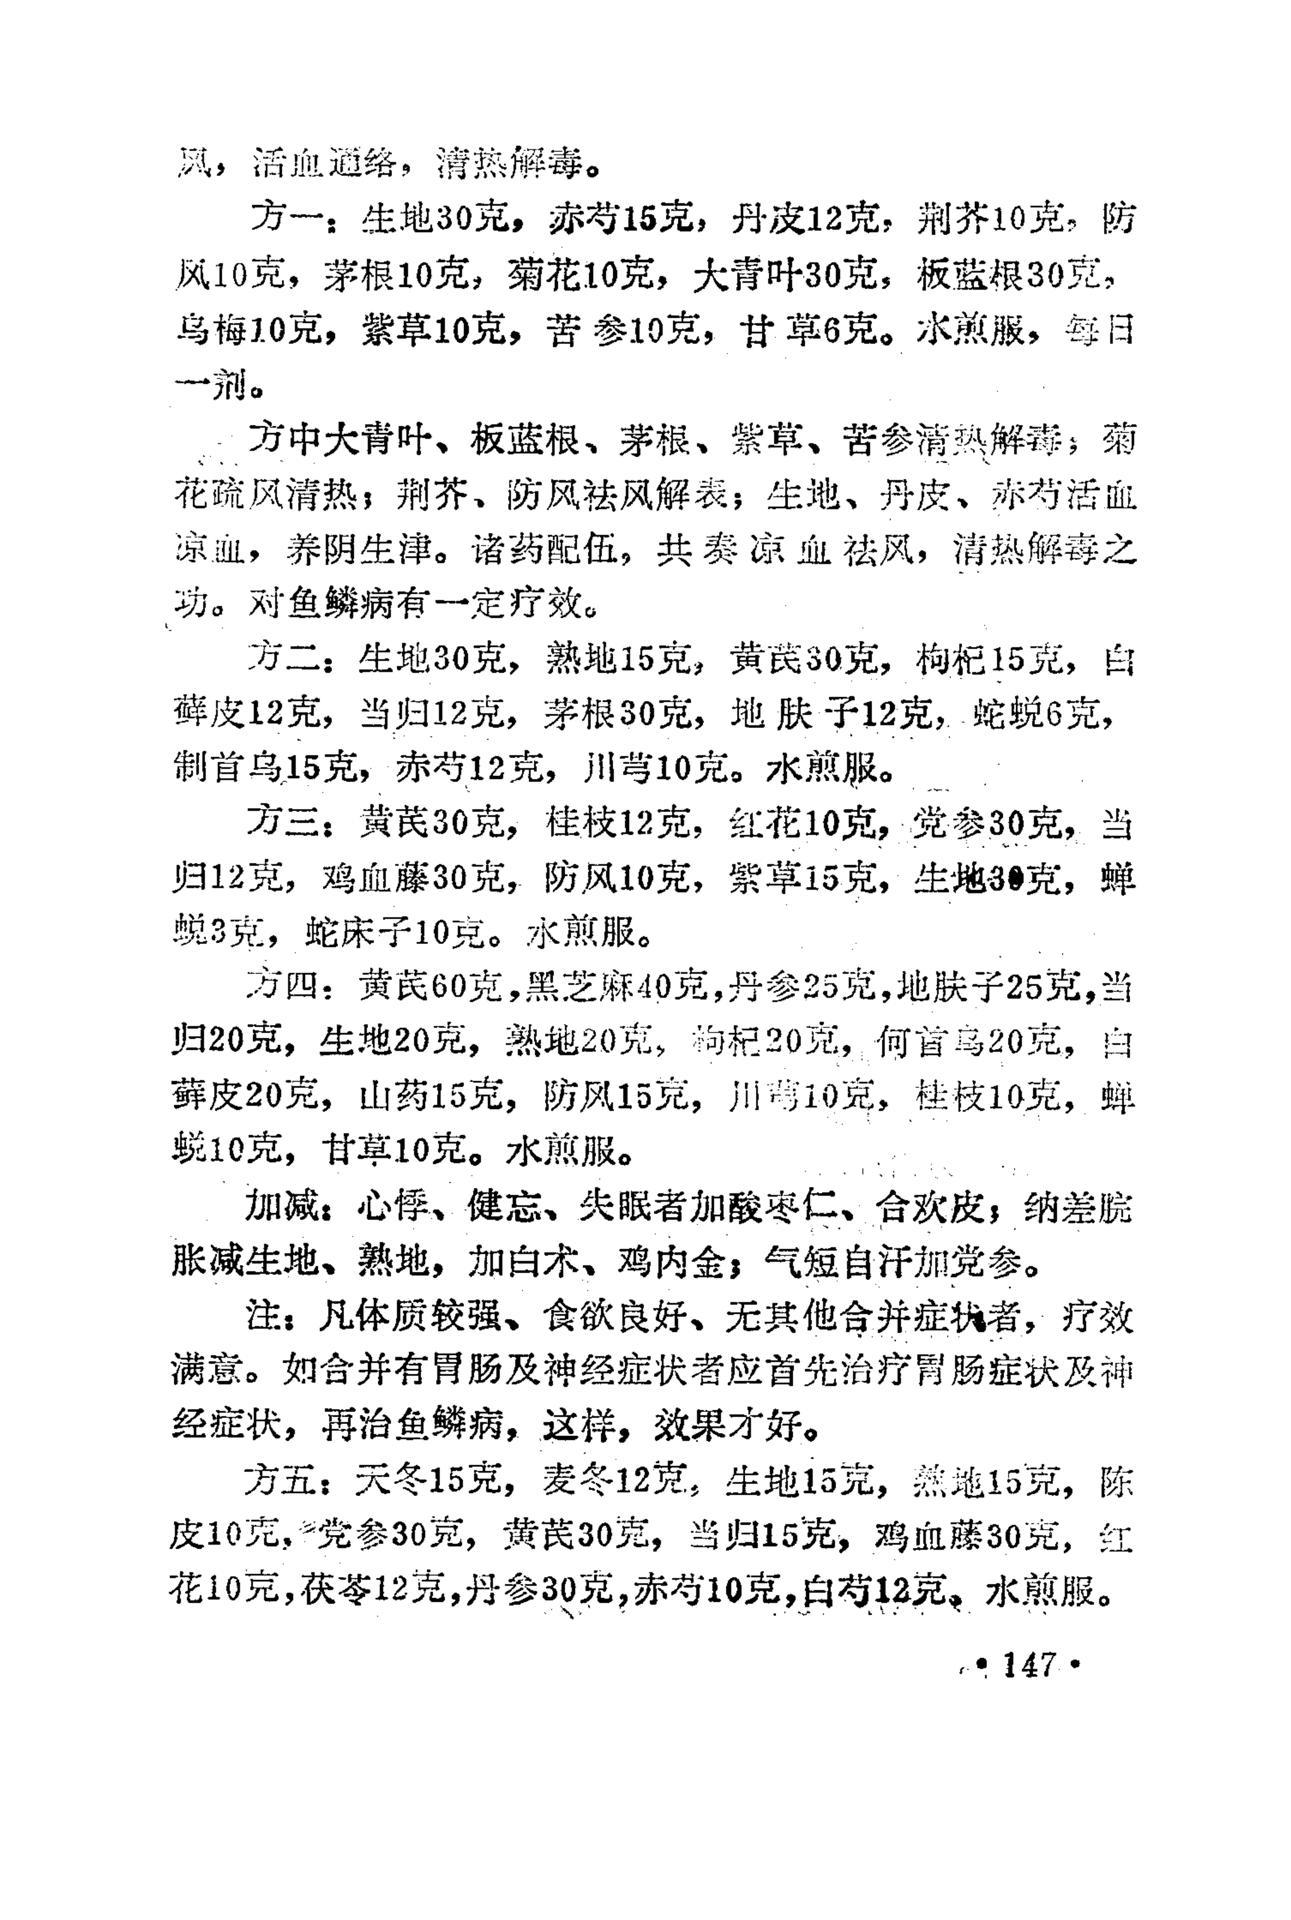 风，活血通络，清热解毒。
方一：生地30克，赤芍15克，丹皮12克，荆芥10克，防
风10克，茅根10克，菊花10克，大青叶30克，板蓝根30克，
乌梅10克，紫草10克，苦参10克，甘草6克。水煎服，每日
一剂。
方中大青叶、板蓝根、茅根、紫草、苦参清热解毒；菊
花疏风清热；荆芥、防风祛风解表；生地、丹皮、赤芍活血
凉血，养阴生津。诸药配伍，共奏凉血祛风，清热解毒之
功。对鱼鳞病有一定疗效。
方二：生地30克，熟地15克，黄芪30克，枸杞15克，白
藓皮12克，当归12克，茅根30克，地肤子12克，蛇蜕6克，
制首乌15克，赤芍12克，川芎10克。水煎服。
方三：黄芪30克，桂枝12克，红花10克，党参30克，当
归12克，鸡血藤30克，防风10克，紫草15克，生地30克，蝉
蜕3克，蛇床子10克。水煎服。
方四：黄芪60克，黑芝麻40克，丹参25克，地肤子25克，当
归20克，生地20克，熟地20克，枸杞20克，何首乌20克，白
藓皮20克，山药15克，防风15克，川芎10克，桂枝10克，蝉
蜕10克，甘草10克。水煎服。
加减：心悸、健忘、失眠者加酸枣仁、合欢皮；纳差脘
胀减生地、熟地，加白术、鸡内金；气短自汗加党参。
注：凡体质较强、食欲良好、无其他合并症状者，疗效
满意。如合并有胃肠及神经症状者应首先治疗胃肠症状及神
经症状，再治鱼鳞病，这样，效果才好。
方五：天冬15克，麦冬12克，生地15克，熟地15克，陈
皮10克，党参30克，黄芪30克，当归15克，鸡血藤30克，红
花10克，茯苓12克，丹参30克，赤芍10克，白芍12克。水煎服。
•147•